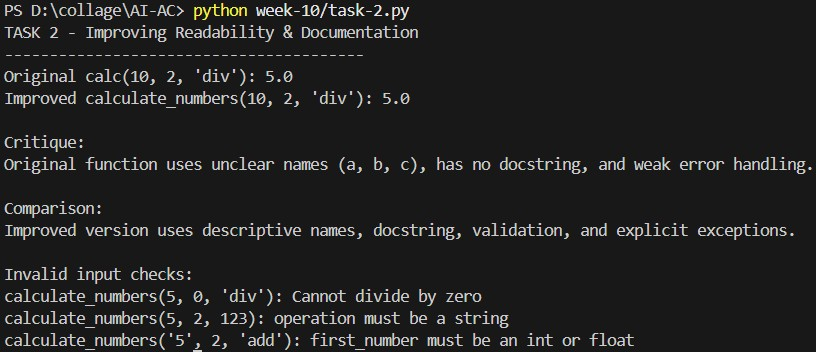 PS D:\collage\AI-AC> python week-10/task-2.py
TASK 2 - Improving Readability & Documentation
----------------------------------------
Original calc(10, 2, 'div'): 5.0
Improved calculate_numbers(10, 2, 'div'): 5.0

Critique:
Original function uses unclear names (a, b, c), has no docstring, and weak error handling.

Comparison:
Improved version uses descriptive names, docstring, validation, and explicit exceptions.

Invalid input checks:
calculate_numbers(5, 0, 'div'): Cannot divide by zero
calculate_numbers(5, 2, 123): operation must be a string
calculate_numbers('5', 2, 'add'): first_number must be an int or float